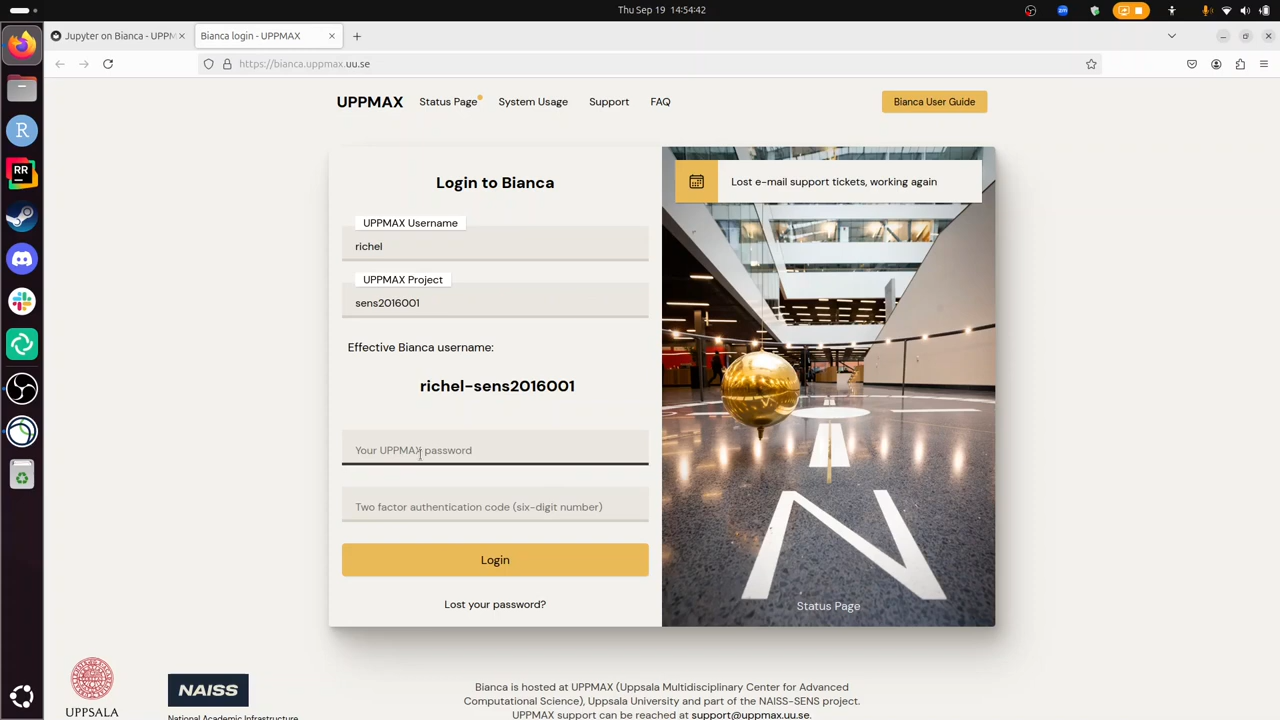 Thu Sep 19  14:54:42
Jupyter on Bianca - UPPM
Bianca login - UPPMAX
https://bianca.uppmax.uu.se
UPPMAX
Status Page
System Usage
Support
FAQ
Bianca User Guide
Login to Bianca
UPPMAX Username
richel
UPPMAX Project
sens2016001
Effective Bianca username:
richel-sens2016001
Your UPPMAX password
Two factor authentication code (six-digit number)
Login
Lost your password?
Lost e-mail support tickets, working again
N
Status Page
R
RR
zm
UPPSALA
NAISS
National Academic Infrastructure
Bianca is hosted at UPPMAX (Uppsala Multidisciplinary Center for Advanced
Computational Science), Uppsala University and part of the NAISS-SENS project.
UPPMAX support can be reached at support@uppmax.uu.se.